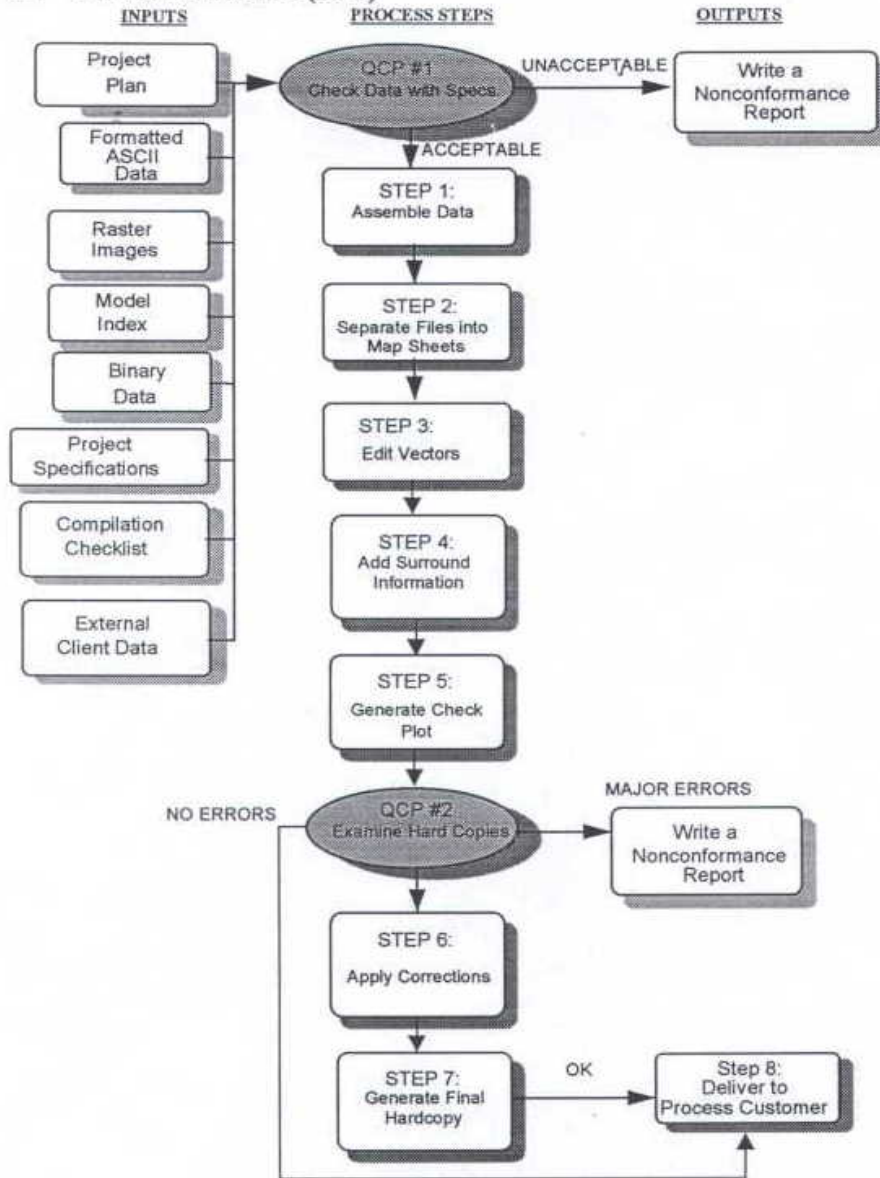 INPUTS
PROCESS STEPS
OUTPUTS
Project
Plan
Formatted
ASCII
Data
Raster
Images
Model
Index
Binary
Data
Project
Specifications
Compilation
Checklist
External
Client Data
QCP #1
Check Data with Specs.
UNACCEPTABLE
Write a
Nonconformance
Report
ACCEPTABLE
STEP 1:
Assemble Data
STEP 2:
Separate Files into
Map Sheets
STEP 3:
Edit Vectors
STEP 4:
Add Surround
Information
STEP 5:
Generate Check
Plot
NO ERRORS
QCP #2
Examine Hard Copies
MAJOR ERRORS
Write a
Nonconformance
Report
STEP 6:
Apply Corrections
STEP 7:
Generate Final
Hardcopy
OK
Step 8:
Deliver to
Process Customer